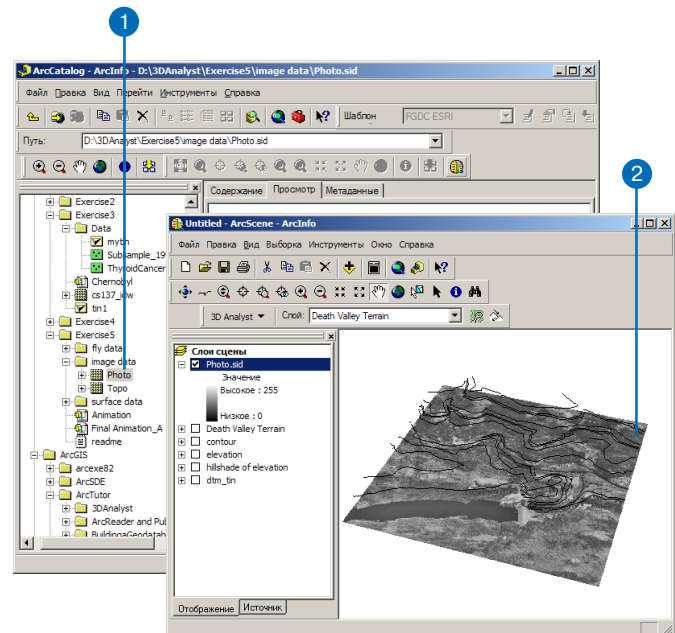 1
ArcCatalog - ArcInfo - D:\3DAnalyst\Exercise5\image data\Photo.sid
Файл Правка Вид Перейти Инструменты Справка
Шаблон FGDC ESRI
Путь: D:\3DAnalyst\Exercise5\image data\Photo.sid
Содержание Просмотр Метаданные
Exercise2
Exercise3
Data
mytin
Subsample_19
ThyroidCancer
Chernobyl
cs137_idw
tin1
Exercise4
Exercise5
fly data
image data
Photo
Topo
surface data
Animation
Final Animation_A
readme
ArcGIS
arcexe82
ArcSDE
ArcTutor
3DAnalyst
ArcReader and Pub
BuildingaGeodatab
2
Untitled - ArcScene - ArcInfo
Файл Правка Вид Выборка Инструменты Окно Справка
3D Analyst Слой: Death Valley Terrain
Слои сцены
Photo.sid
Значение
Высокое : 255
Низкое : 0
Death Valley Terrain
contour
elevation
hillshade of elevation
dtm_tin
Отображение Источник